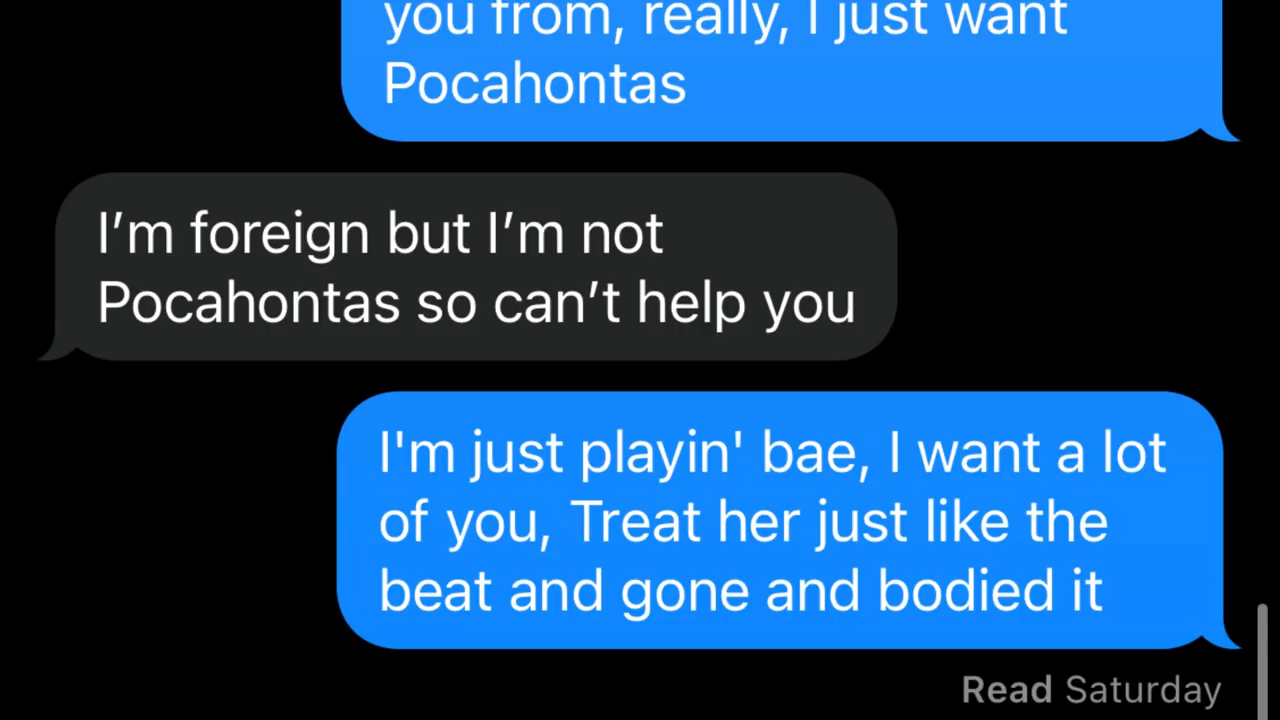 you from, really, I just want
Pocahontas
I’m foreign but I’m not
Pocahontas so can’t help you
I'm just playin' bae, I want a lot
of you, Treat her just like the
beat and gone and bodied it
Read Saturday